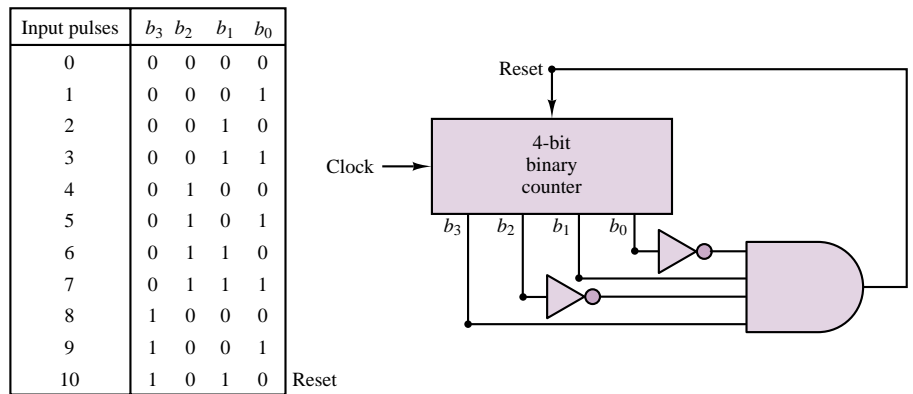 Input pulses b3 b2 b1 b0
0 0 0 0 0
1 0 0 0 1
2 0 0 1 0
3 0 0 1 1
4 0 1 0 0
5 0 1 0 1
6 0 1 1 0
7 0 1 1 1
8 1 0 0 0
9 1 0 0 1
10 1 0 1 0 Reset
Reset
4-bit
binary
counter
Clock
b3 b2 b1 b0